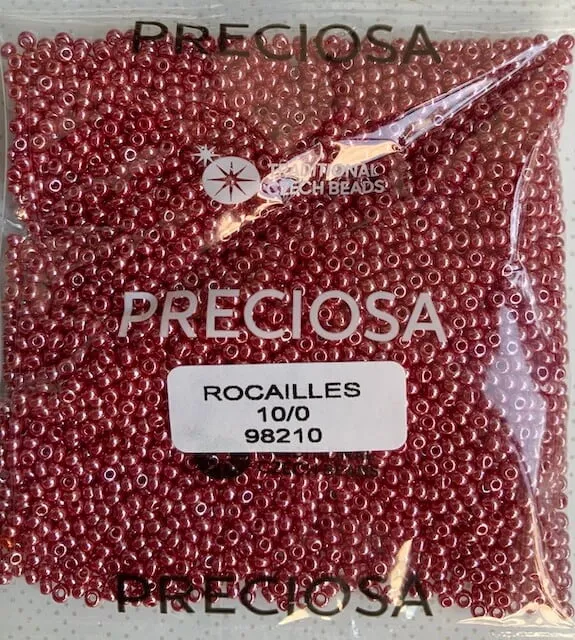 PRECIOSA
TRADITIONAL
CZECH BEADS
PRECIOSA
ROCAILLES
10/0
98210
PRECIOSA